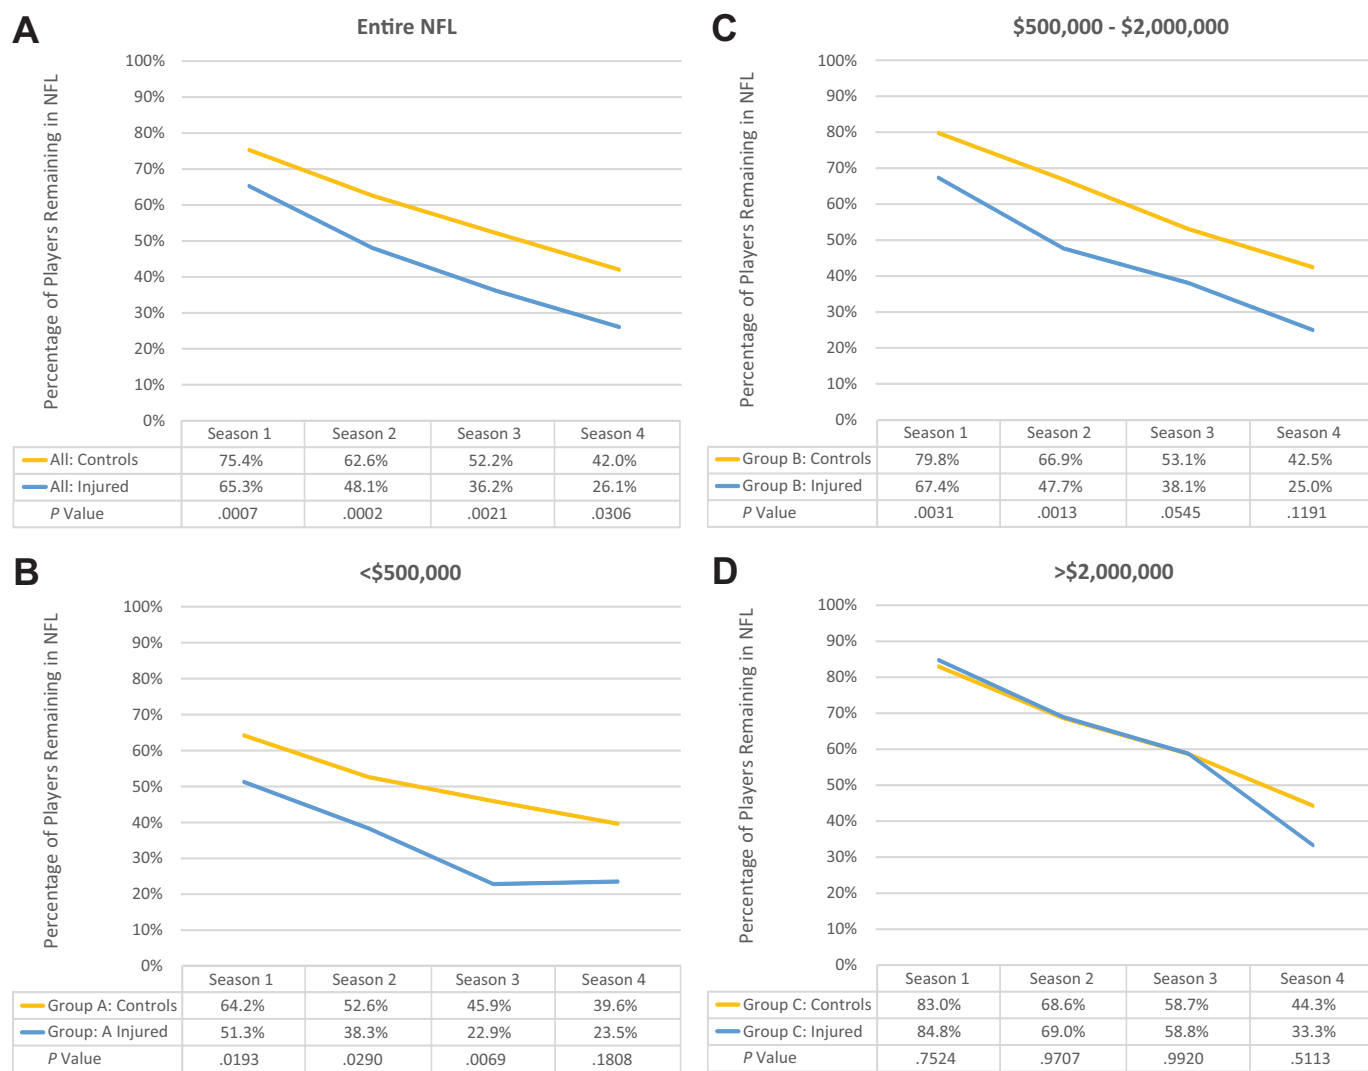 A
Entire NFL
Percentage of Players Remaining in NFL
100%
90%
80%
70%
60%
50%
40%
30%
20%
10%
0%
Season 1 Season 2 Season 3 Season 4
All: Controls 75.4% 62.6% 52.2% 42.0%
All: Injured 65.3% 48.1% 36.2% 26.1%
P Value .0007 .0002 .0021 .0306
B
<$500,000
Percentage of Players Remaining in NFL
100%
90%
80%
70%
60%
50%
40%
30%
20%
10%
0%
Season 1 Season 2 Season 3 Season 4
Group A: Controls 64.2% 52.6% 45.9% 39.6%
Group: A Injured 51.3% 38.3% 22.9% 23.5%
P Value .0193 .0290 .0069 .1808
C
$500,000 - $2,000,000
Percentage of Players Remaining in NFL
100%
90%
80%
70%
60%
50%
40%
30%
20%
10%
0%
Season 1 Season 2 Season 3 Season 4
Group B: Controls 79.8% 66.9% 53.1% 42.5%
Group B: Injured 67.4% 47.7% 38.1% 25.0%
P Value .0031 .0013 .0545 .1191
D
>$2,000,000
Percentage of Players Remaining in NFL
100%
90%
80%
70%
60%
50%
40%
30%
20%
10%
0%
Season 1 Season 2 Season 3 Season 4
Group C: Controls 83.0% 68.6% 58.7% 44.3%
Group C: Injured 84.8% 69.0% 58.8% 33.3%
P Value .7524 .9707 .9920 .5113